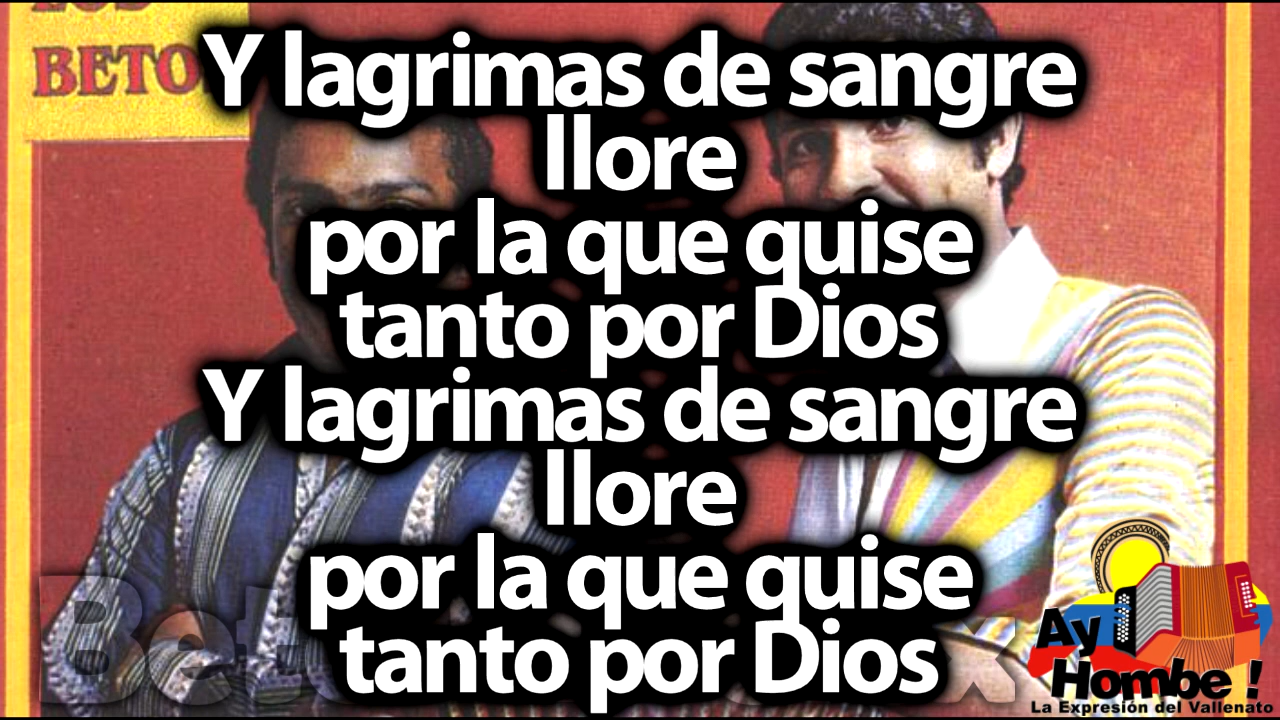 BETO
Y lagrimas de sangre
llore
por la que quise
tanto por Dios
Y lagrimas de sangre
llore
por la que quise
tanto por Dios
Ay
Hombe !
La Expresión del Vallenato